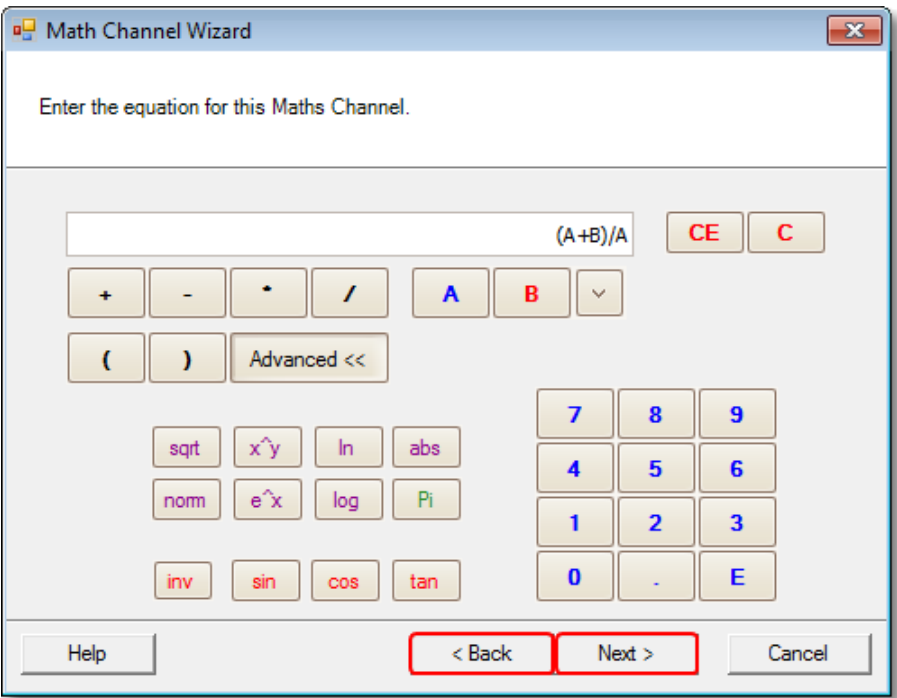 Math Channel Wizard
Enter the equation for this Maths Channel.
(A+B)/A CE C
+ - * / A B
( ) Advanced <<
7 8 9
sqrt x^y ln abs
4 5 6
norm e^x log Pi
1 2 3
inv sin cos tan
0 . E
Help < Back Next > Cancel